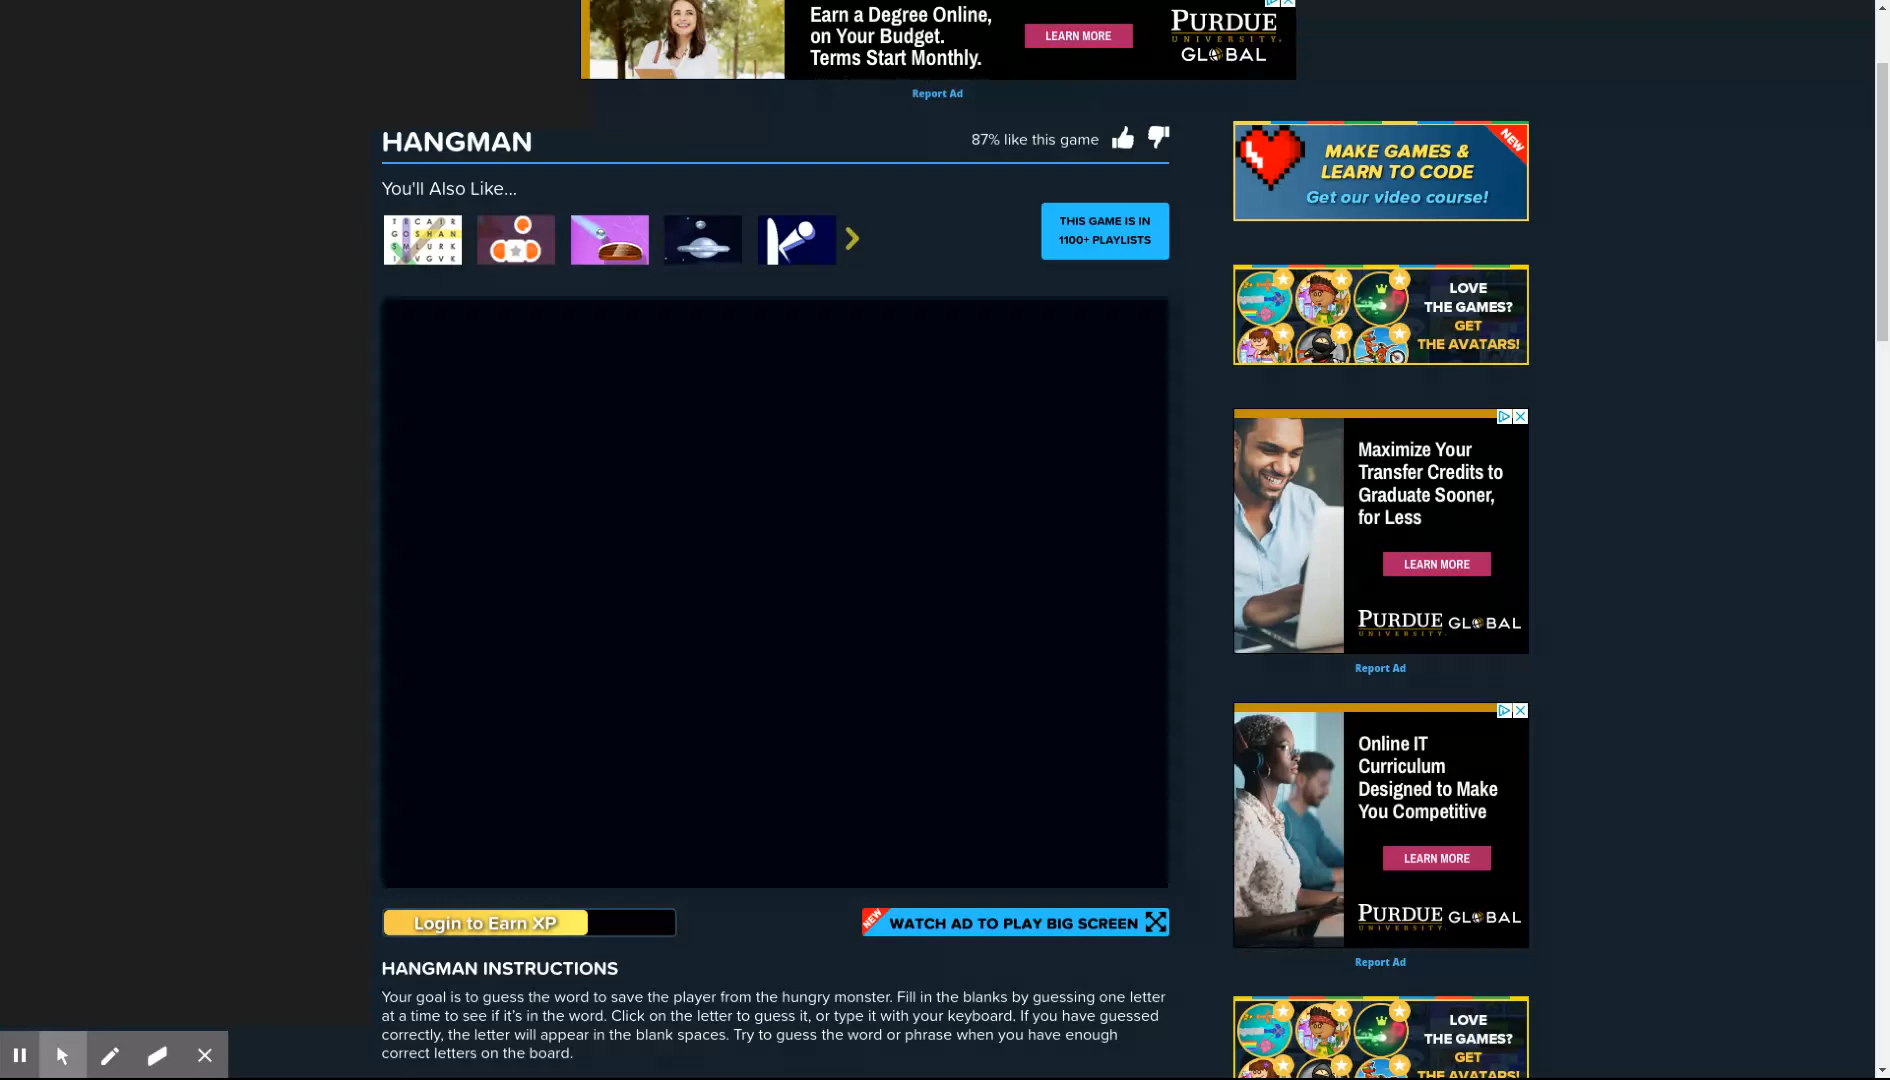 Earn a Degree Online,
on Your Budget.
Terms Start Monthly.
LEARN MORE
PURDUE
UNIVERSITY.
GLOBAL
Report Ad
HANGMAN
87% like this game
You'll Also Like...
THIS GAME IS IN
1100+ PLAYLISTS
MAKE GAMES &
LEARN TO CODE
Get our video course!
NEW
LOVE
THE GAMES?
GET
THE AVATARS!
Maximize Your
Transfer Credits to
Graduate Sooner,
for Less
LEARN MORE
PURDUE GLOBAL
UNIVERSITY.
Report Ad
Online IT
Curriculum
Designed to Make
You Competitive
LEARN MORE
PURDUE GLOBAL
UNIVERSITY.
Report Ad
Login to Earn XP
NEW
WATCH AD TO PLAY BIG SCREEN
HANGMAN INSTRUCTIONS
Your goal is to guess the word to save the player from the hungry monster. Fill in the blanks by guessing one letter
at a time to see if it's in the word. Click on the letter to guess it, or type it with your keyboard. If you have guessed
correctly, the letter will appear in the blank spaces. Try to guess the word or phrase when you have enough
correct letters on the board.
LOVE
THE GAMES?
GET
THE AVATARS!